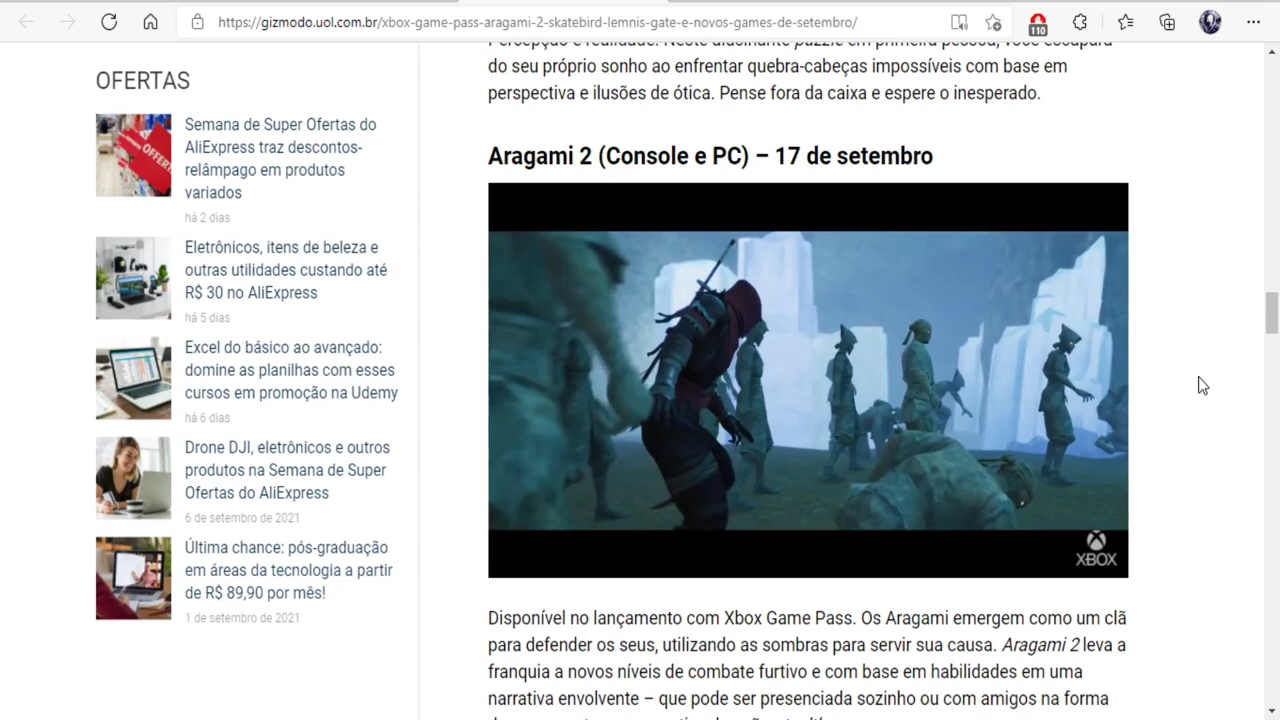 https://gizmodo.uol.com.br/xbox-game-pass-aragami-2-skatebird-lemnis-gate-e-novos-games-de-setembro/
110
OFERTAS
Semana de Super Ofertas do
AliExpress traz descontos-
relâmpago em produtos
variados
há 2 dias
Eletrônicos, itens de beleza e
outras utilidades custando até
R$ 30 no AliExpress
há 5 dias
Excel do básico ao avançado:
domine as planilhas com esses
cursos em promoção na Udemy
há 6 dias
Drone DJI, eletrônicos e outros
produtos na Semana de Super
Ofertas do AliExpress
6 de setembro de 2021
Última chance: pós-graduação
em áreas da tecnologia a partir
de R$ 89,90 por mês!
1 de setembro de 2021
do seu próprio sonho ao enfrentar quebra-cabeças impossíveis com base em
perspectiva e ilusões de ótica. Pense fora da caixa e espere o inesperado.
Aragami 2 (Console e PC) – 17 de setembro
XBOX
Disponível no lançamento com Xbox Game Pass. Os Aragami emergem como um clã
para defender os seus, utilizando as sombras para servir sua causa. Aragami 2 leva a
franquia a novos níveis de combate furtivo e com base em habilidades em uma
narrativa envolvente – que pode ser presenciada sozinho ou com amigos na forma